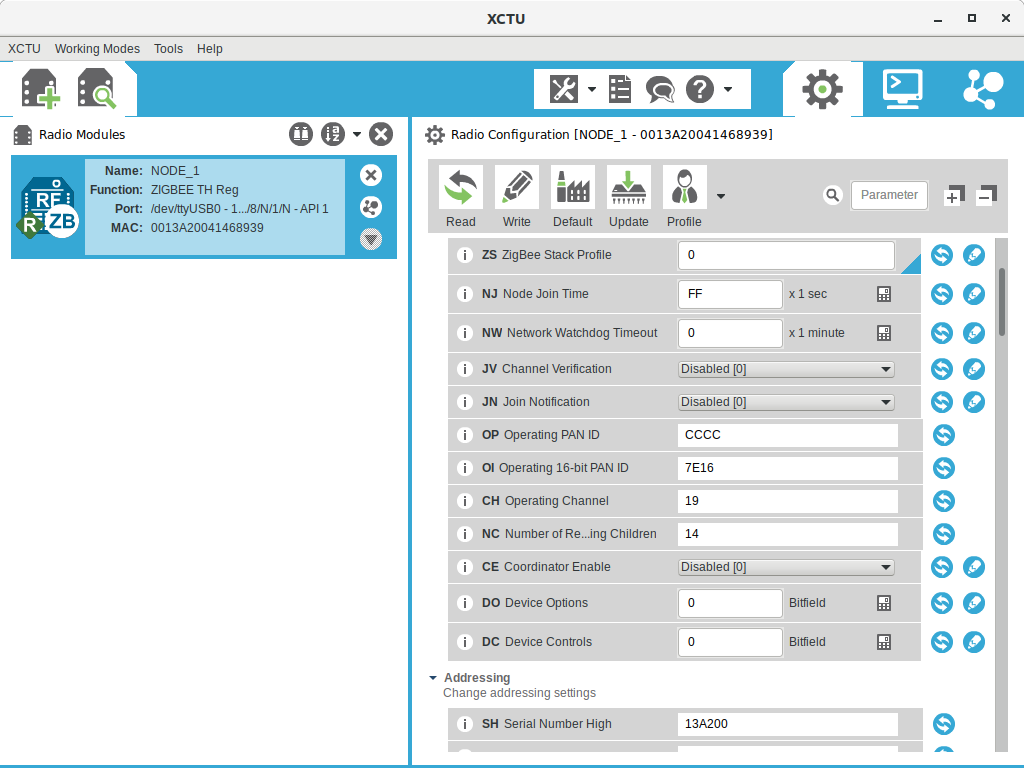 XCTU
XCTU Working Modes Tools Help
Radio Modules
Name: NODE_1
Function: ZIGBEE TH Reg
Port: /dev/ttyUSB0 - 1.../8/N/1/N - API 1
MAC: 0013A20041468939
RF
R ZB
Radio Configuration [NODE_1 - 0013A20041468939]
Read Write Default Update Profile
Parameter
i ZS ZigBee Stack Profile 0
i NJ Node Join Time FF x 1 sec
i NW Network Watchdog Timeout 0 x 1 minute
i JV Channel Verification Disabled [0]
i JN Join Notification Disabled [0]
i OP Operating PAN ID CCCC
i OI Operating 16-bit PAN ID 7E16
i CH Operating Channel 19
i NC Number of Re...ing Children 14
i CE Coordinator Enable Disabled [0]
i DO Device Options 0 Bitfield
i DC Device Controls 0 Bitfield
Addressing
Change addressing settings
i SH Serial Number High 13A200